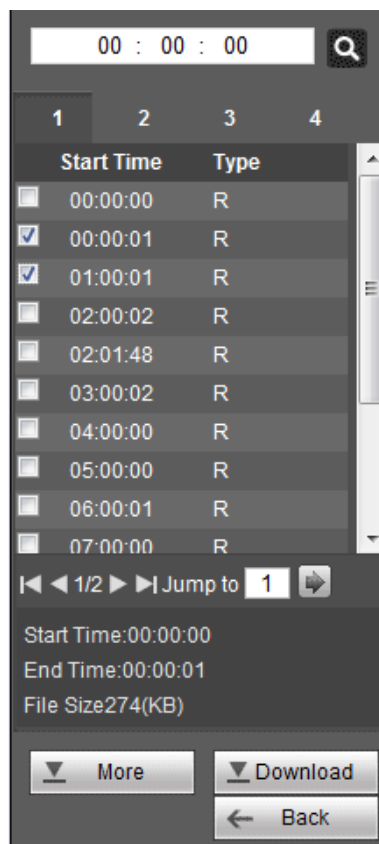 00 : 00 : 00
1 2 3 4
Start Time Type
00:00:00 R
00:00:01 R
01:00:01 R
02:00:02 R
02:01:48 R
03:00:02 R
04:00:00 R
05:00:00 R
06:00:01 R
07:00:00 R
1/2 Jump to 1
Start Time:00:00:00
End Time:00:00:01
File Size274(KB)
More Download
Back